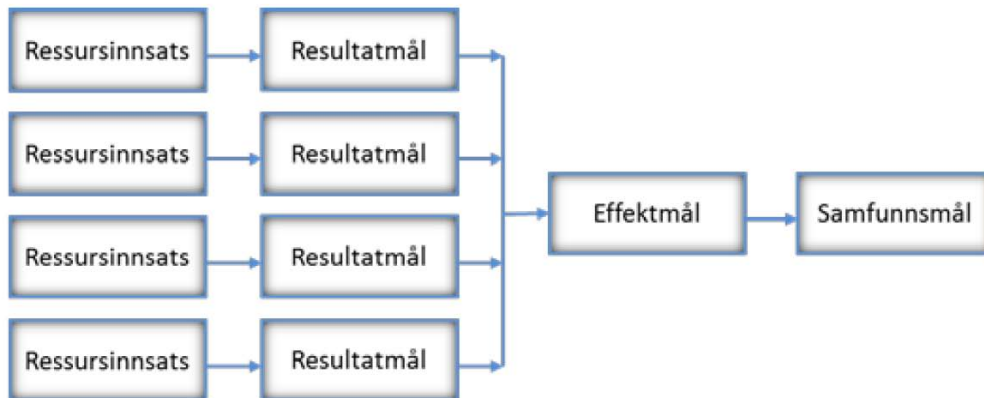 Ressursinnsats
Resultatmål
Ressursinnsats
Resultatmål
Effektmål
Samfunnsmål
Ressursinnsats
Resultatmål
Ressursinnsats
Resultatmål